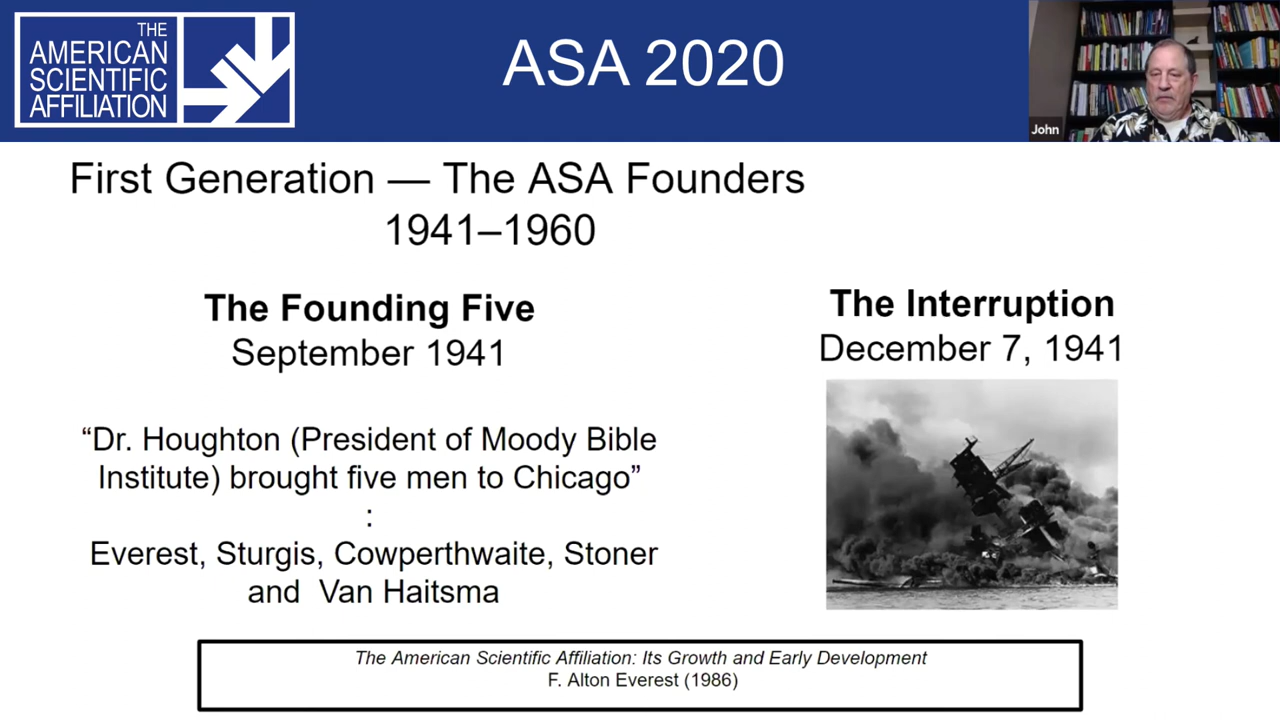 THE
AMERICAN
SCIENTIFIC
AFFILIATION
ASA 2020
John
First Generation — The ASA Founders
1941–1960
The Founding Five
September 1941
“Dr. Houghton (President of Moody Bible
Institute) brought five men to Chicago”
:
Everest, Sturgis, Cowperthwaite, Stoner
and  Van Haitsma
The Interruption
December 7, 1941
The American Scientific Affiliation: Its Growth and Early Development
F. Alton Everest (1986)